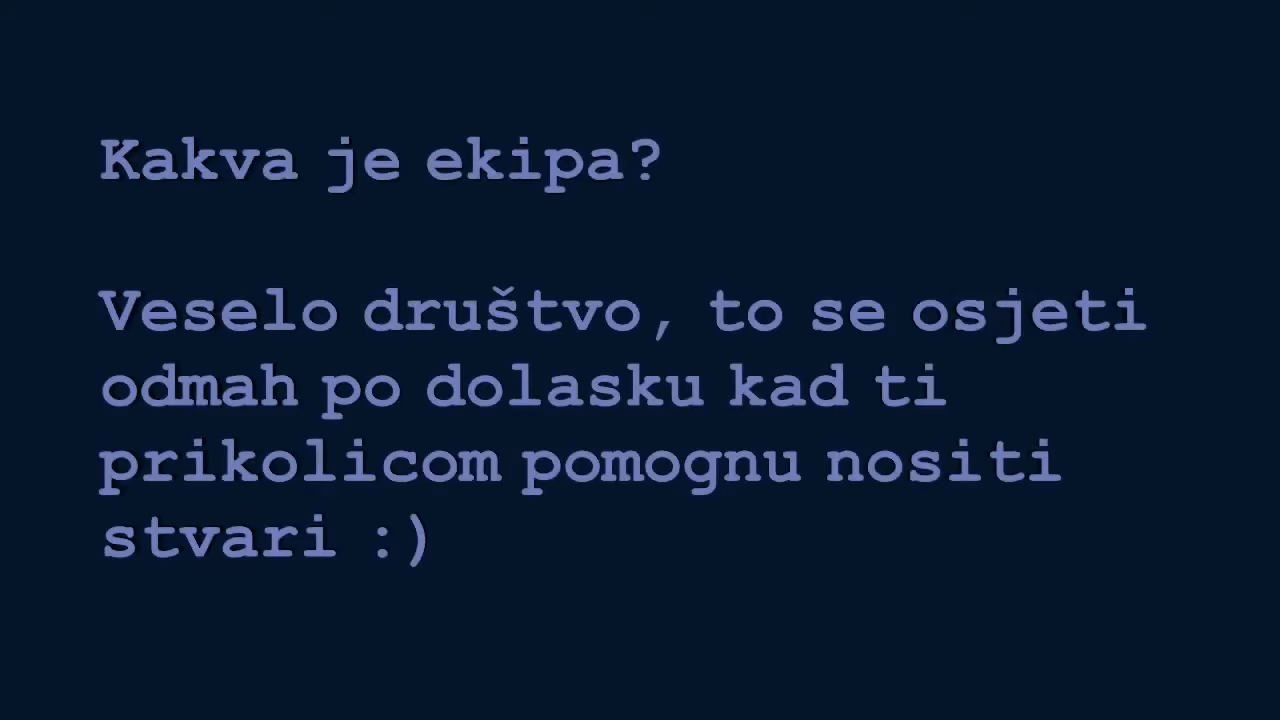 Kakva je ekipa?
Veselo društvo, to se osjeti
odmah po dolasku kad ti
prikolicom pomognu nositi
stvari :)